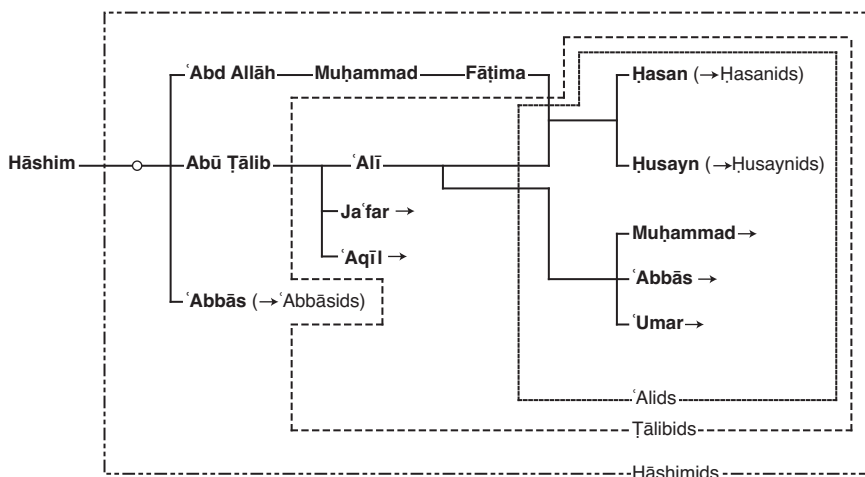 ʿAbd Allāh Muḥammad Fāṭima Ḥasan (→Ḥasanids)
Hāshim Abū Ṭālib ʿAlī Ḥusayn (→Ḥusaynids)
Jaʿfar →
Muḥammad →
ʿAqīl →
ʿAbbās →
ʿAbbās (→ʿAbbāsids)
ʿUmar →
ʿAlids
Ṭālibids
Hāshimids